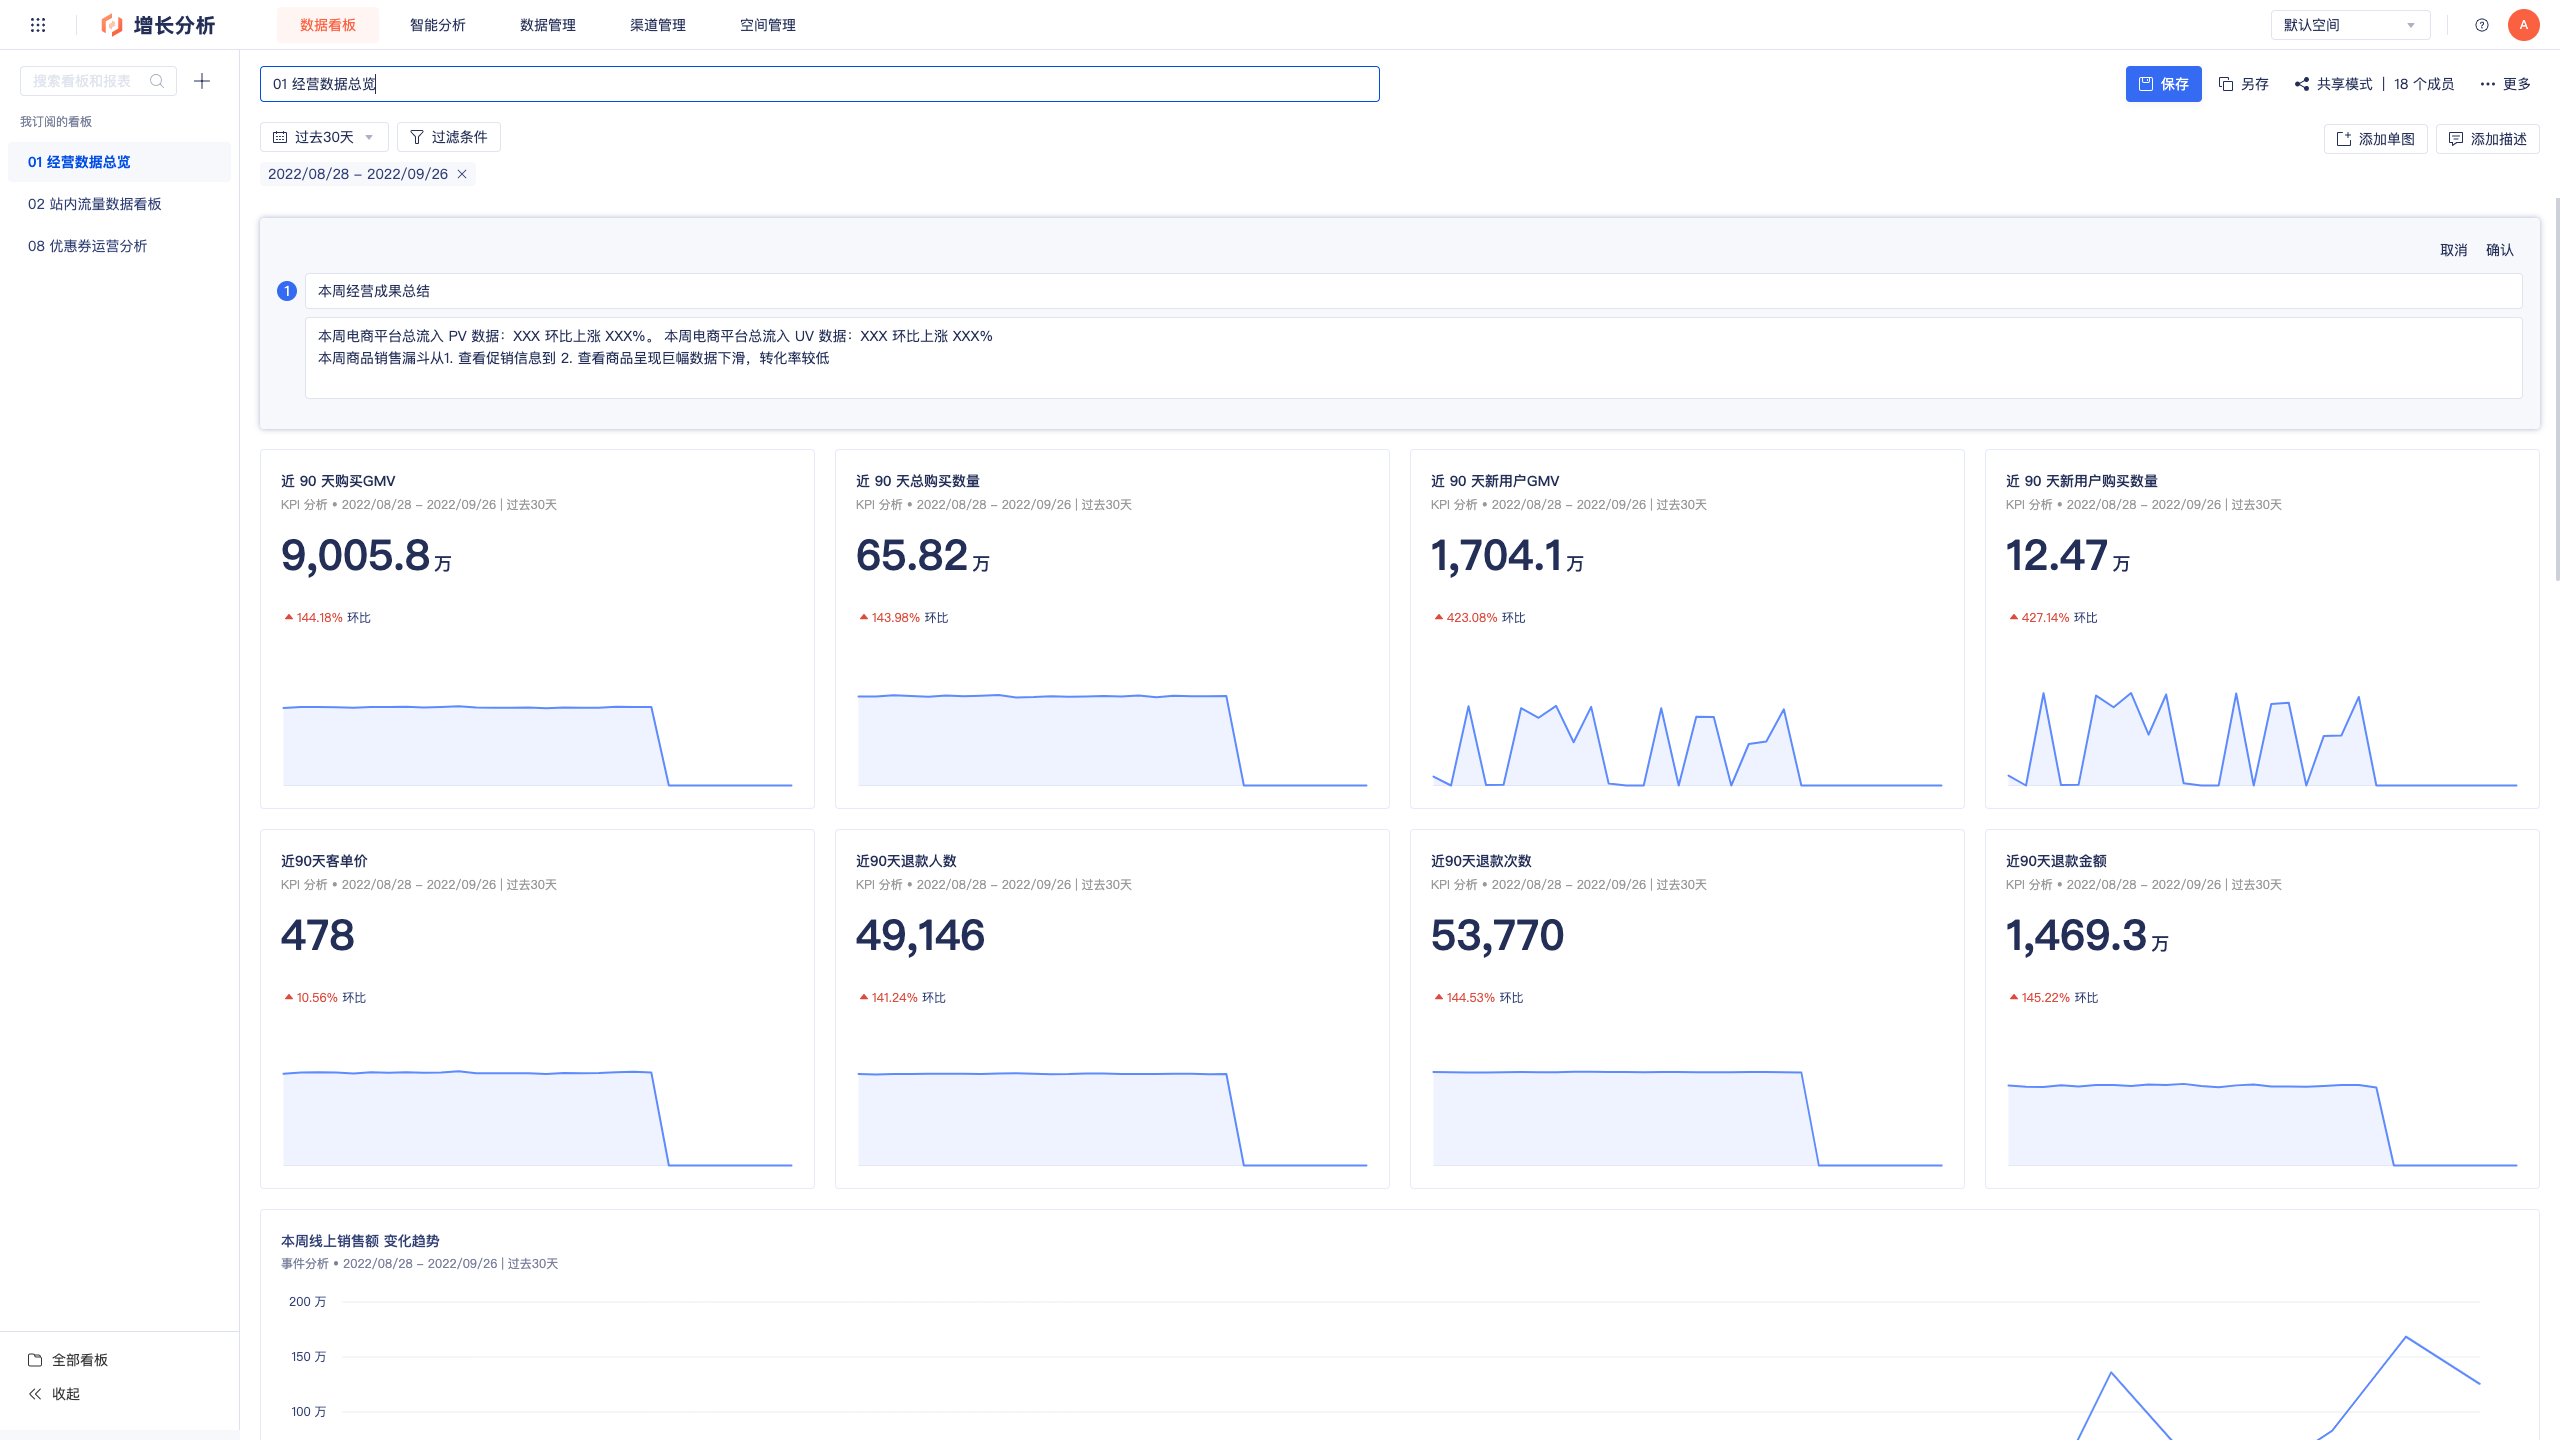 增长分析
数据看板
智能分析
数据管理
渠道管理
空间管理
默认空间
A
搜索看板和报表
我订阅的看板
01 经营数据总览
02 站内流量数据看板
08 优惠券运营分析
全部看板
收起
01 经营数据总览
保存
另存
共享模式 | 18 个成员
更多
过去30天
过滤条件
添加单图
添加描述
2022/08/28 – 2022/09/26
取消 确认
1
本周经营成果总结
本周电商平台总流入 PV 数据：XXX 环比上涨 XXX%。 本周电商平台总流入 UV 数据：XXX 环比上涨 XXX%
本周商品销售漏斗从1. 查看促销信息到 2. 查看商品呈现巨幅数据下滑，转化率较低
近 90 天购买GMV
KPI 分析 • 2022/08/28 – 2022/09/26 | 过去30天
9,005.8 万
144.18% 环比
近 90 天总购买数量
KPI 分析 • 2022/08/28 – 2022/09/26 | 过去30天
65.82 万
143.98% 环比
近 90 天新用户GMV
KPI 分析 • 2022/08/28 – 2022/09/26 | 过去30天
1,704.1 万
423.08% 环比
近 90 天新用户购买数量
KPI 分析 • 2022/08/28 – 2022/09/26 | 过去30天
12.47 万
427.14% 环比
近90天客单价
KPI 分析 • 2022/08/28 – 2022/09/26 | 过去30天
478
10.56% 环比
近90天退款人数
KPI 分析 • 2022/08/28 – 2022/09/26 | 过去30天
49,146
141.24% 环比
近90天退款次数
KPI 分析 • 2022/08/28 – 2022/09/26 | 过去30天
53,770
144.53% 环比
近90天退款金额
KPI 分析 • 2022/08/28 – 2022/09/26 | 过去30天
1,469.3 万
145.22% 环比
本周线上销售额 变化趋势
事件分析 • 2022/08/28 – 2022/09/26 | 过去30天
200 万
150 万
100 万